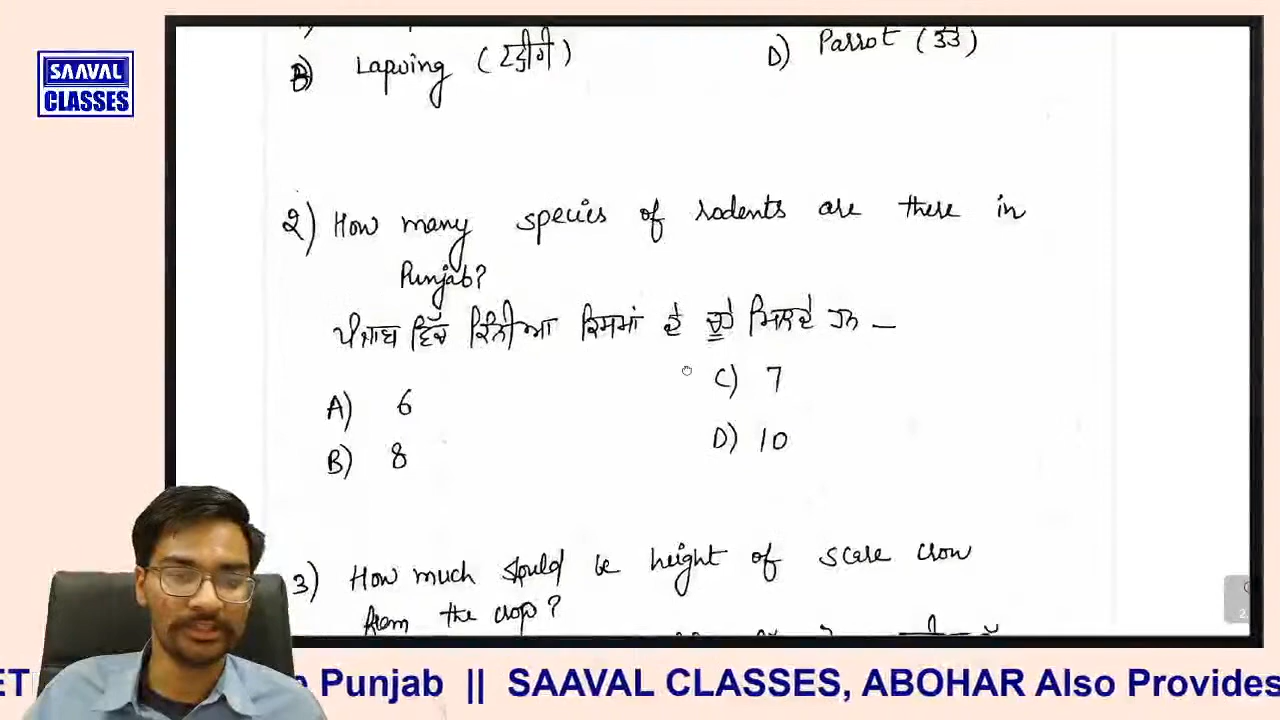 SAAVAL
CLASSES
B) Lapwing (ਟਟੀਰੀ)
D) Parrot (ਤੋਤੇ)
2) How many species of rodents are there in
Punjab?
ਪੰਜਾਬ ਵਿੱਚ ਕਿੰਨੀਆ ਕਿਸਮਾਂ ਦੇ ਚੂਹੇ ਮਿਲਦੇ ਹਨ —
A) 6
C) 7
B) 8
D) 10
3) How much should be height of scare crow
from the crop?
ET
Punjab || SAAVAL CLASSES, ABOHAR Also Provides